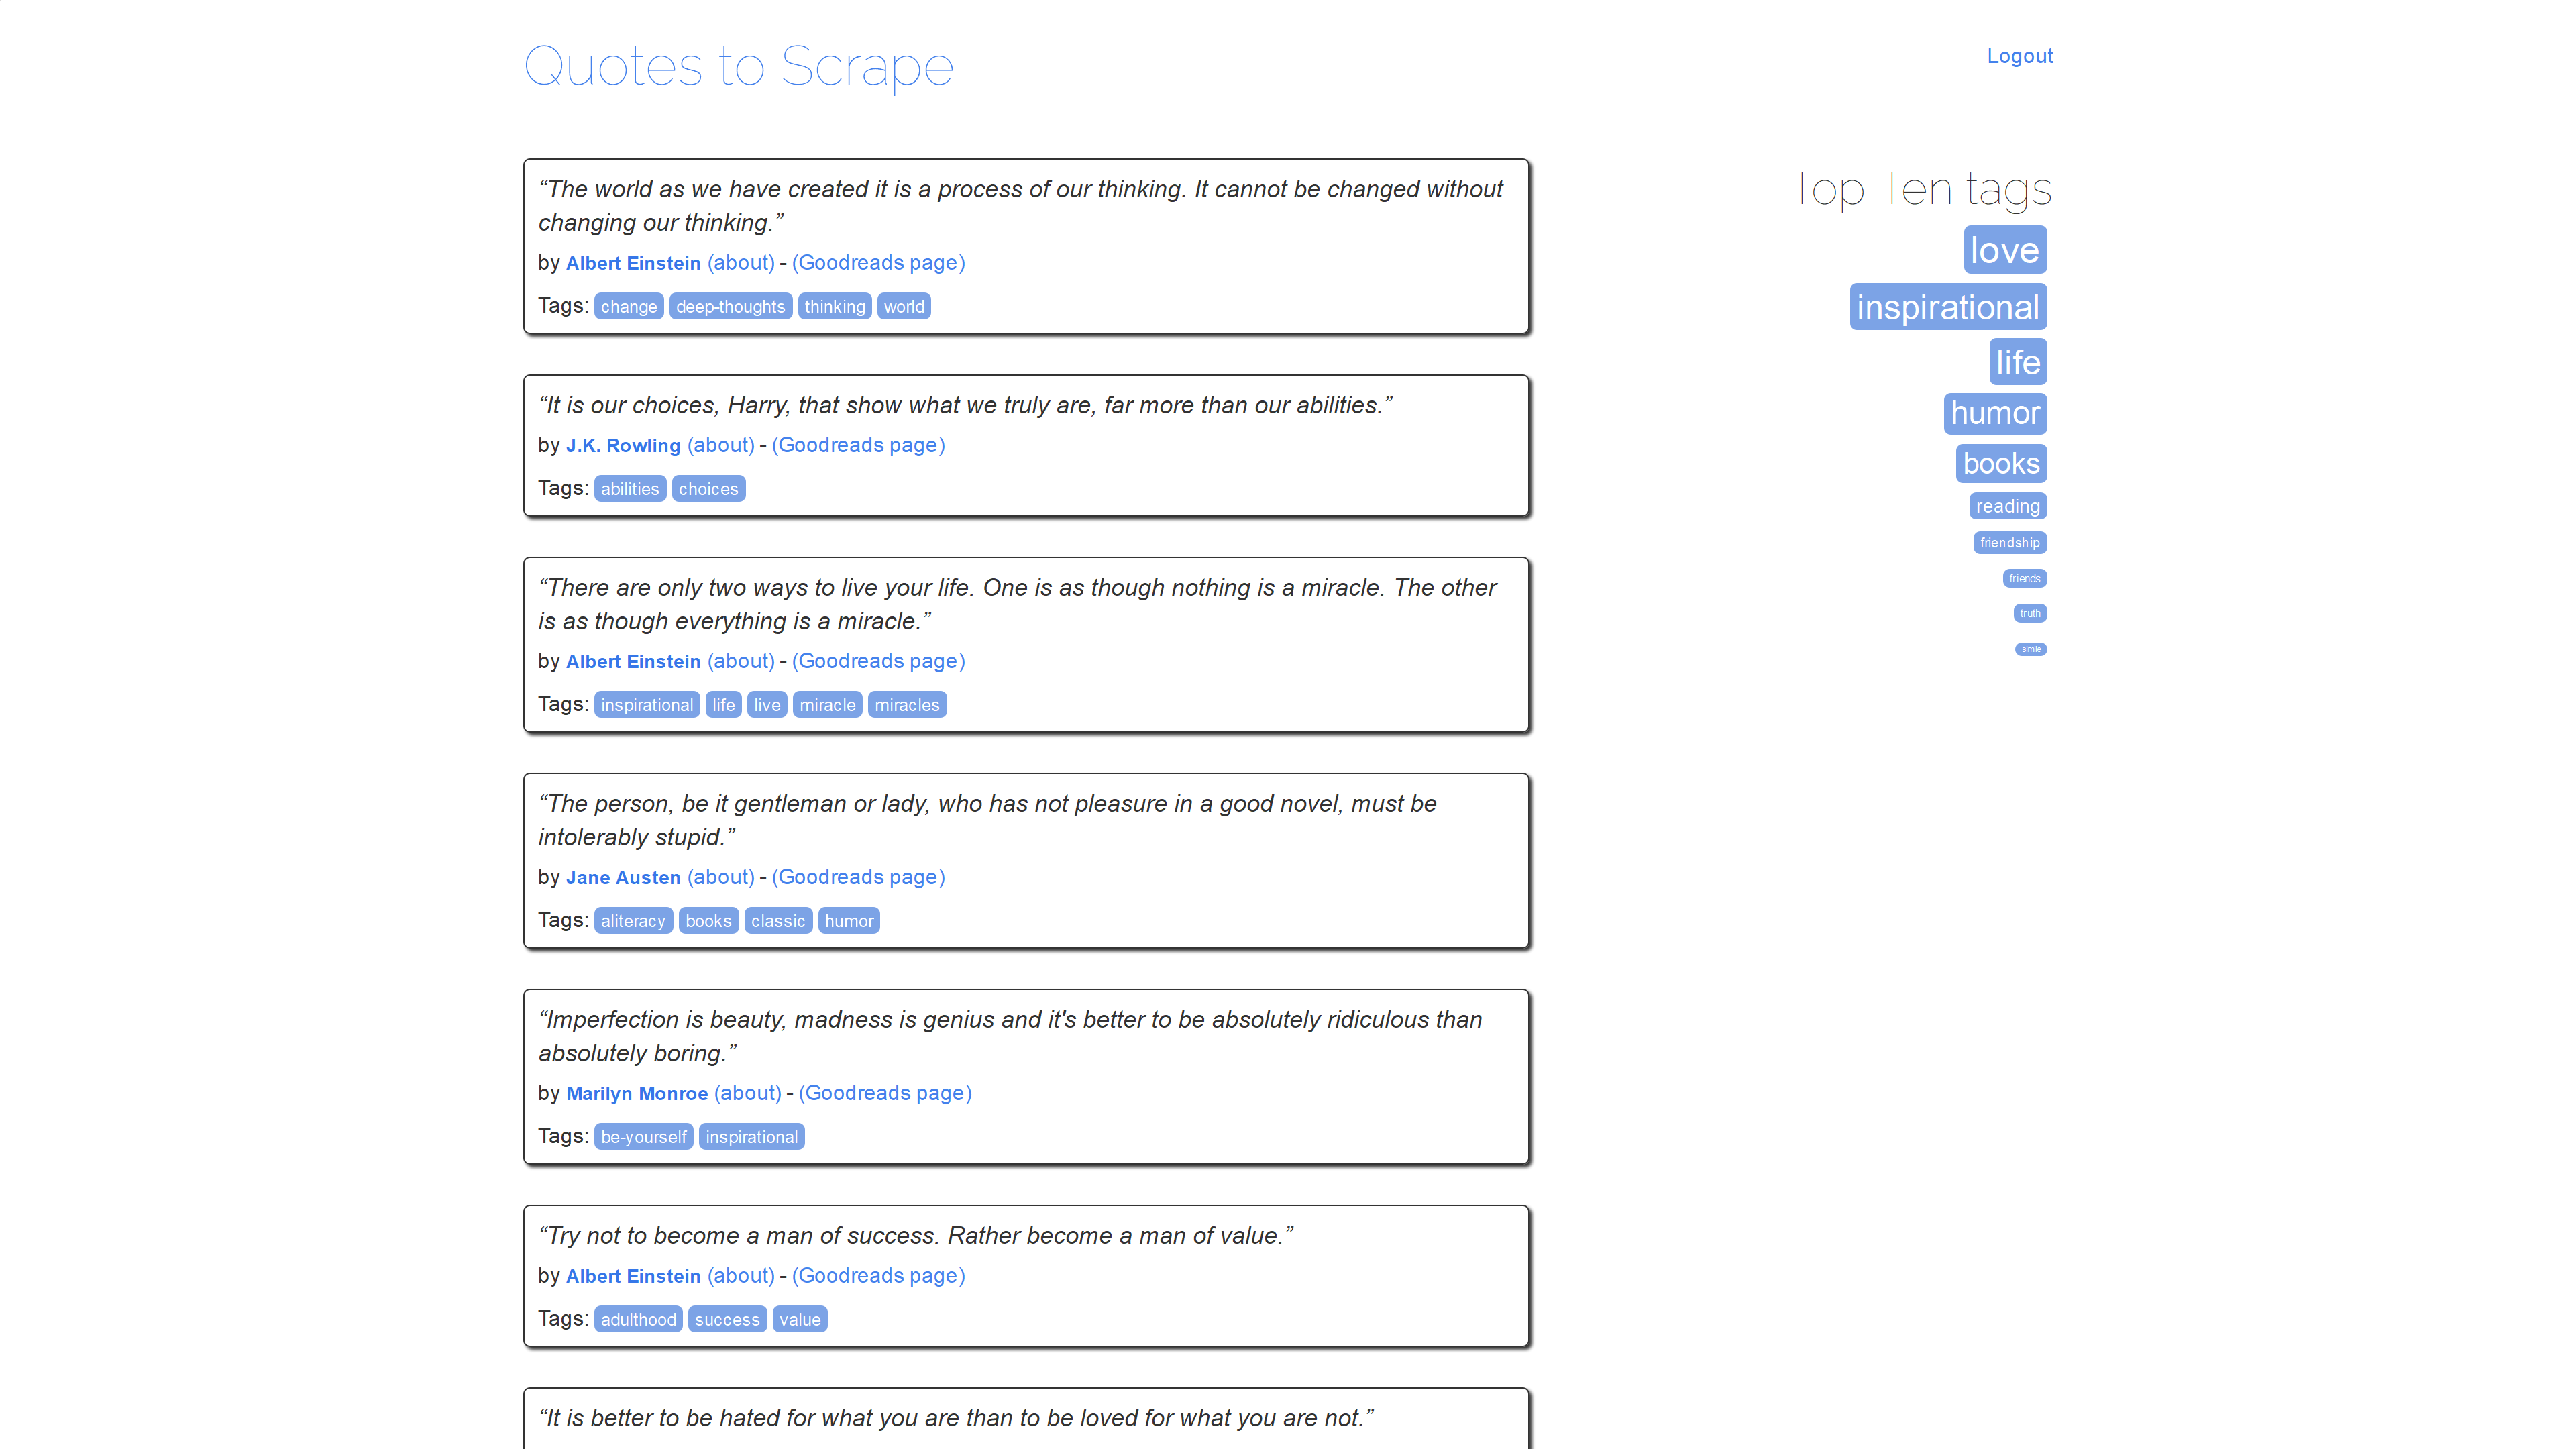 Quotes to Scrape
Logout
“The world as we have created it is a process of our thinking. It cannot be changed without
changing our thinking.”
by Albert Einstein (about) - (Goodreads page)
Tags: change deep-thoughts thinking world
“It is our choices, Harry, that show what we truly are, far more than our abilities.”
by J.K. Rowling (about) - (Goodreads page)
Tags: abilities choices
“There are only two ways to live your life. One is as though nothing is a miracle. The other
is as though everything is a miracle.”
by Albert Einstein (about) - (Goodreads page)
Tags: inspirational life live miracle miracles
“The person, be it gentleman or lady, who has not pleasure in a good novel, must be
intolerably stupid.”
by Jane Austen (about) - (Goodreads page)
Tags: aliteracy books classic humor
“Imperfection is beauty, madness is genius and it's better to be absolutely ridiculous than
absolutely boring.”
by Marilyn Monroe (about) - (Goodreads page)
Tags: be-yourself inspirational
“Try not to become a man of success. Rather become a man of value.”
by Albert Einstein (about) - (Goodreads page)
Tags: adulthood success value
“It is better to be hated for what you are than to be loved for what you are not.”
Top Ten tags
love
inspirational
life
humor
books
reading
friendship
friends
truth
simile